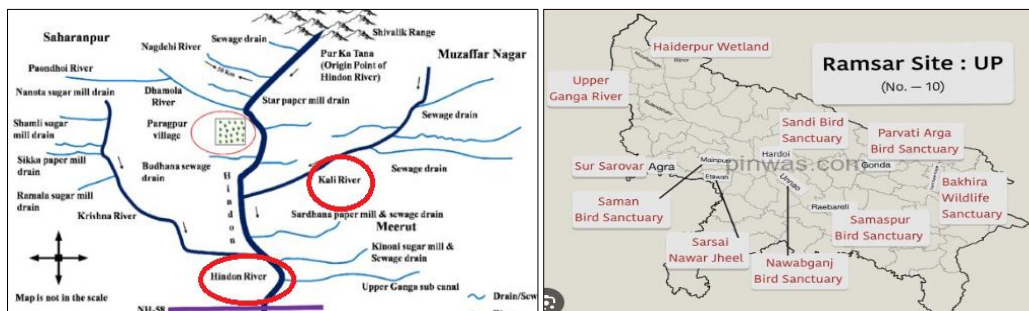 Saharanpur
Nagdehi River
Sewage drain
Shivalik Range
Pur Ka Tana
(Origin Point of
Hindon River)
Muzaffar Nagar
Paondhoi River
Nanota sugar mill drain
Dhamola
River
Star paper mill drain
Sewage drain
Paragpur
village
Shamli sugar
mill drain
Sikka paper mill
drain
Ramala sugar mill
drain
Budhana sewage
drain
Sewage
drain
Kali River
Krishna River
Hindon
Sardhana paper mill & sewage drain
Meerut
Kinoni sugar mill &
Sewage drain
Hindon River
Upper Ganga sub canal
Map is not in the scale
NH-58
Drain/Sew
Haiderpur Wetland
Ramsar Site : UP
(No. – 10)
Upper
Ganga River
Sandi Bird
Sanctuary
Parvati Arga
Bird Sanctuary
pinwas.com
Sur Sarovar
Agra
Mainpuri
Hardoi
Gonda
Etawah
Unnao
Saman
Bird Sanctuary
Raebareli
Bakhira
Wildlife
Sanctuary
Samaspur
Bird Sanctuary
Sarsai
Nawar Jheel
Nawabganj
Bird Sanctuary